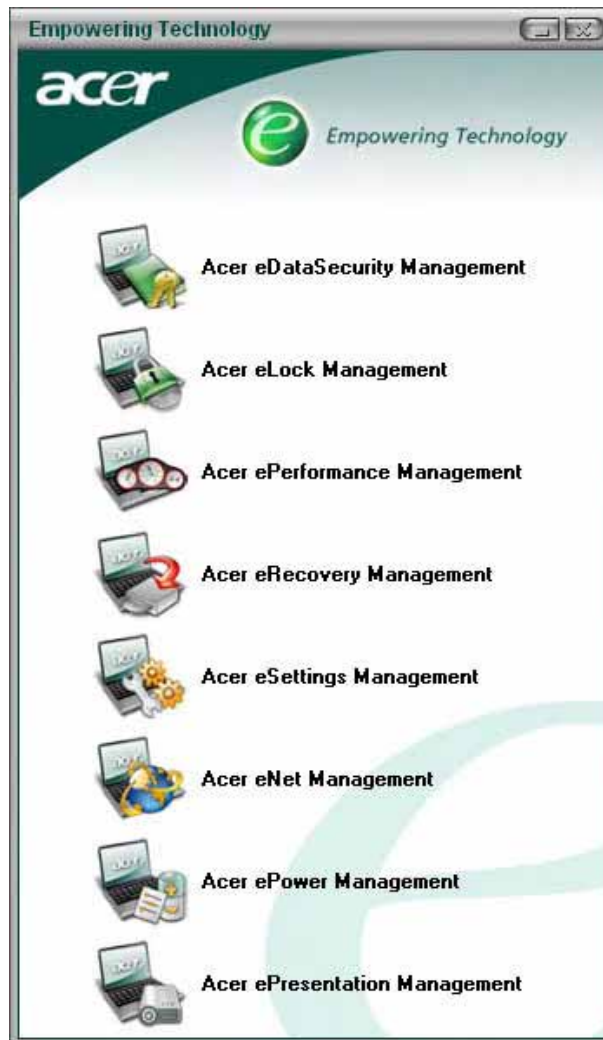 Empowering Technology
acer
e Empowering Technology
Acer eDataSecurity Management
Acer eLock Management
Acer ePerformance Management
Acer eRecovery Management
Acer eSettings Management
Acer eNet Management
Acer ePower Management
Acer ePresentation Management